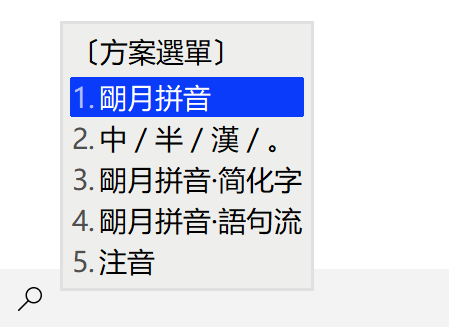 〔方案選單〕
1. 朙月拼音
2. 中 / 半 / 漢 / 。
3. 朙月拼音·简化字
4. 朙月拼音·語句流
5. 注音